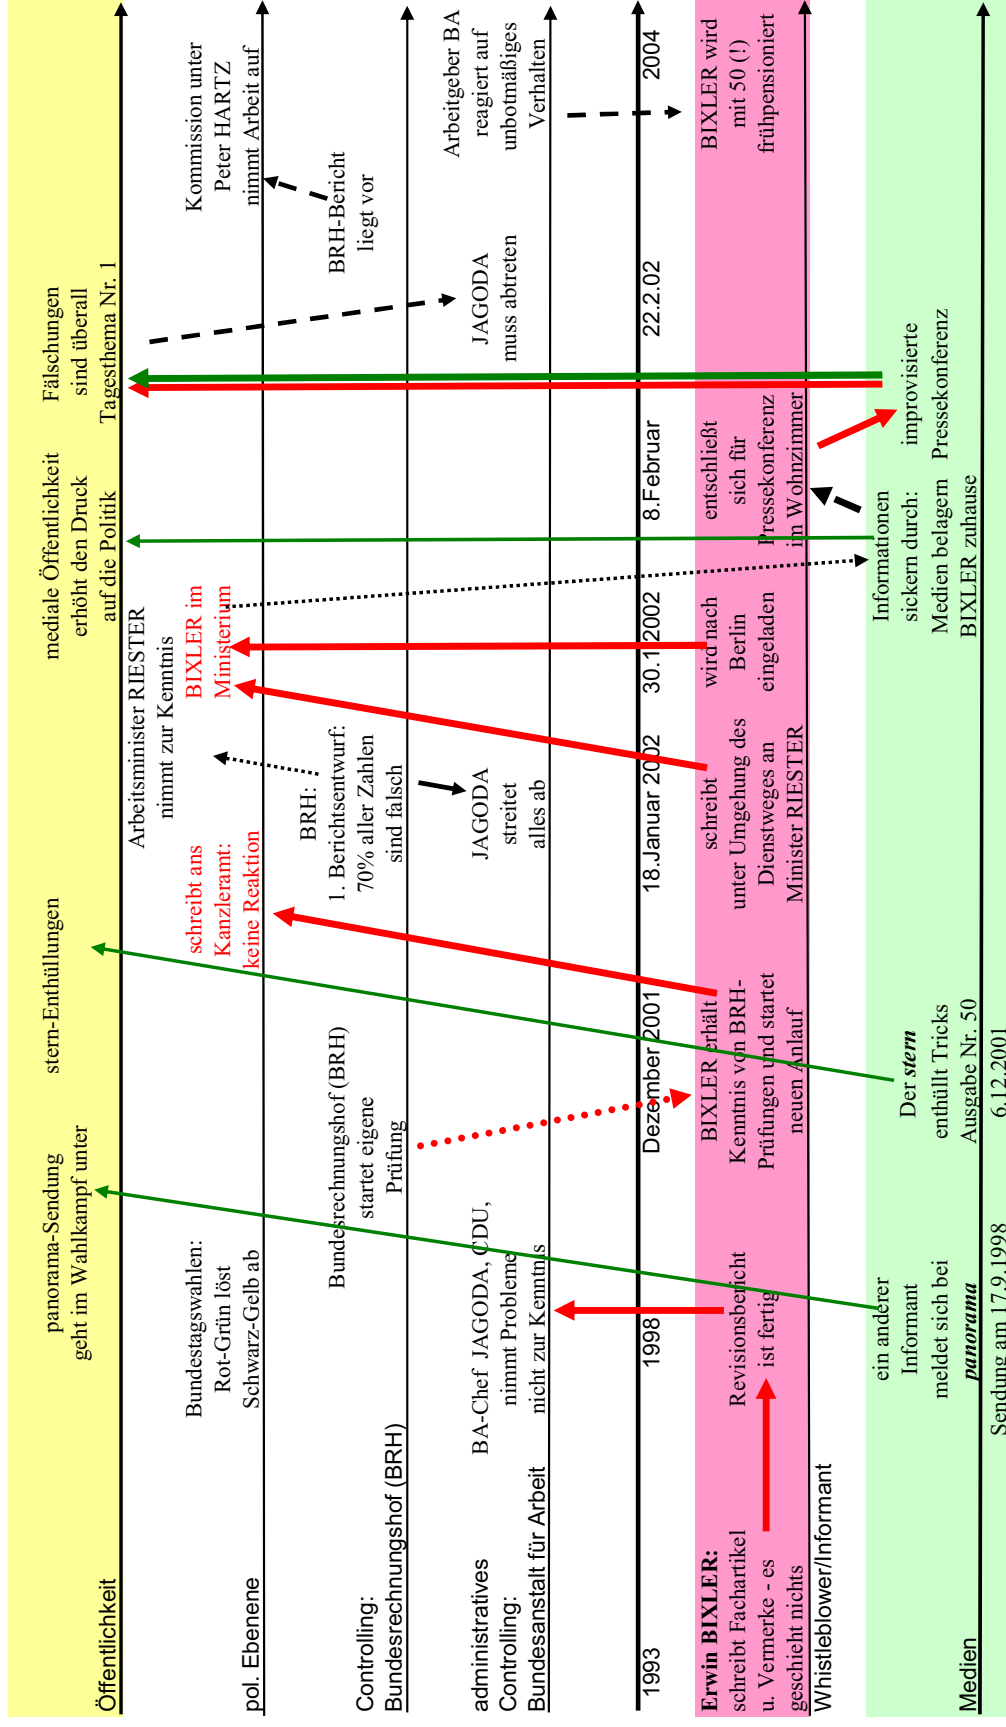 Öffentlichkeit
panorama-Sendung
geht im Wahlkampf unter
stern-Enthüllungen
mediale Öffentlichkeit
erhöht den Druck
auf die Politik
Fälschungen
sind überall
Tagesthema Nr. 1
pol. Ebenene
Bundestagswahlen:
Rot-Grün löst
Schwarz-Gelb ab
schreibt ans
Kanzleramt:
keine Reaktion
Arbeitsminister RIESTER
nimmt zur Kenntnis
BIXLER im
Ministerium
Kommission unter
Peter HARTZ
nimmt Arbeit auf
Controlling:
Bundesrechnungshof (BRH)
Bundesrechnungshof (BRH)
startet eigene
Prüfung
BRH:
1. Berichtsentwurf:
70% aller Zahlen
sind falsch
BRH-Bericht
liegt vor
administratives
Controlling:
Bundesanstalt für Arbeit
BA-Chef JAGODA, CDU,
nimmt Probleme
nicht zur Kenntnis
JAGODA
streitet
alles ab
JAGODA
muss abtreten
Arbeitgeber BA
reagiert auf
unbotmäßiges
Verhalten
1993
1998
Dezember 2001
18.Januar 2002
30.1.2002
8.Februar
22.2.02
2004
Erwin BIXLER:
schreibt Fachartikel
u. Vermerke - es
geschieht nichts
Revisionsbericht
ist fertig
BIXLER erhält
Kenntnis von BRH-
Prüfungen und startet
neuen Anlauf
schreibt
unter Umgehung des
Dienstweges an
Minister RIESTER
wird nach
Berlin
eingeladen
entschließt
sich für
Pressekonferenz
im Wohnzimmer
BIXLER wird
mit 50 (!)
frühpensioniert
Whistleblower/Informant
Medien
ein anderer
Informant
meldet sich bei
panorama
Sendung am 17.9.1998
Der stern
enthüllt Tricks
Ausgabe Nr. 50
6.12.2001
Informationen
sickern durch:
Medien belagern
BIXLER zuhause
improvisierte
Pressekonferenz